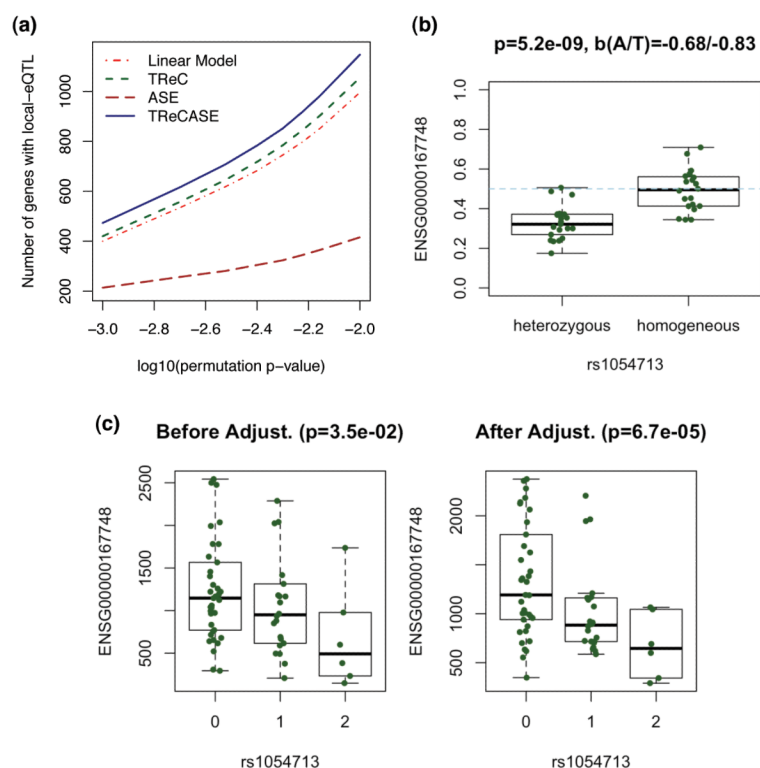 (a)
Linear Model
TReC
ASE
TReCASE
Number of genes with local−eQTL
200 400 600 800 1000
−3.0 −2.8 −2.6 −2.4 −2.2 −2.0
log10(permutation p−value)
(b)
p=5.2e-09, b(A/T)=-0.68/-0.83
ENSG00000167748
0.0 0.2 0.4 0.6 0.8 1.0
heterozygous homogeneous
rs1054713
(c)
Before Adjust. (p=3.5e-02)
ENSG00000167748
500 1500 2500
0 1 2
rs1054713
After Adjust. (p=6.7e-05)
ENSG00000167748
500 1000 2000
0 1 2
rs1054713